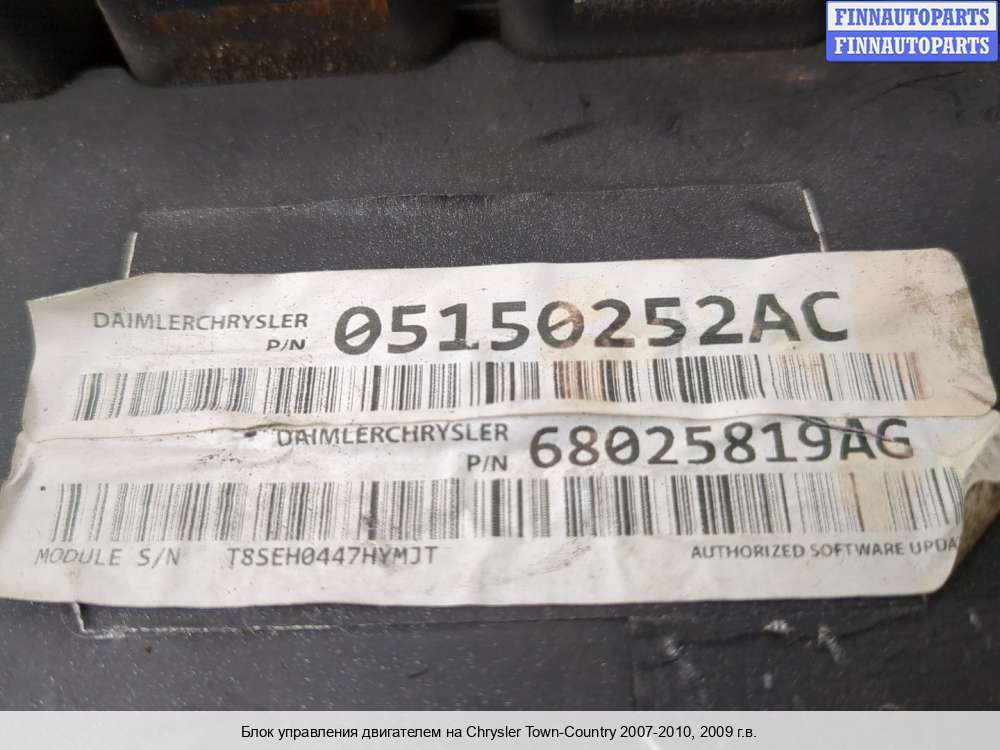 FINNAUTOPARTS
FINNAUTOPARTS
DAIMLERCHRYSLER
P/N 05150252AC
DAIMLERCHRYSLER
P/N 68025819AG
MODULE S/N T8SEH0447HYMJT
AUTHORIZED SOFTWARE UPDA
Блок управления двигателем на Chrysler Town-Country 2007-2010, 2009 г.в.